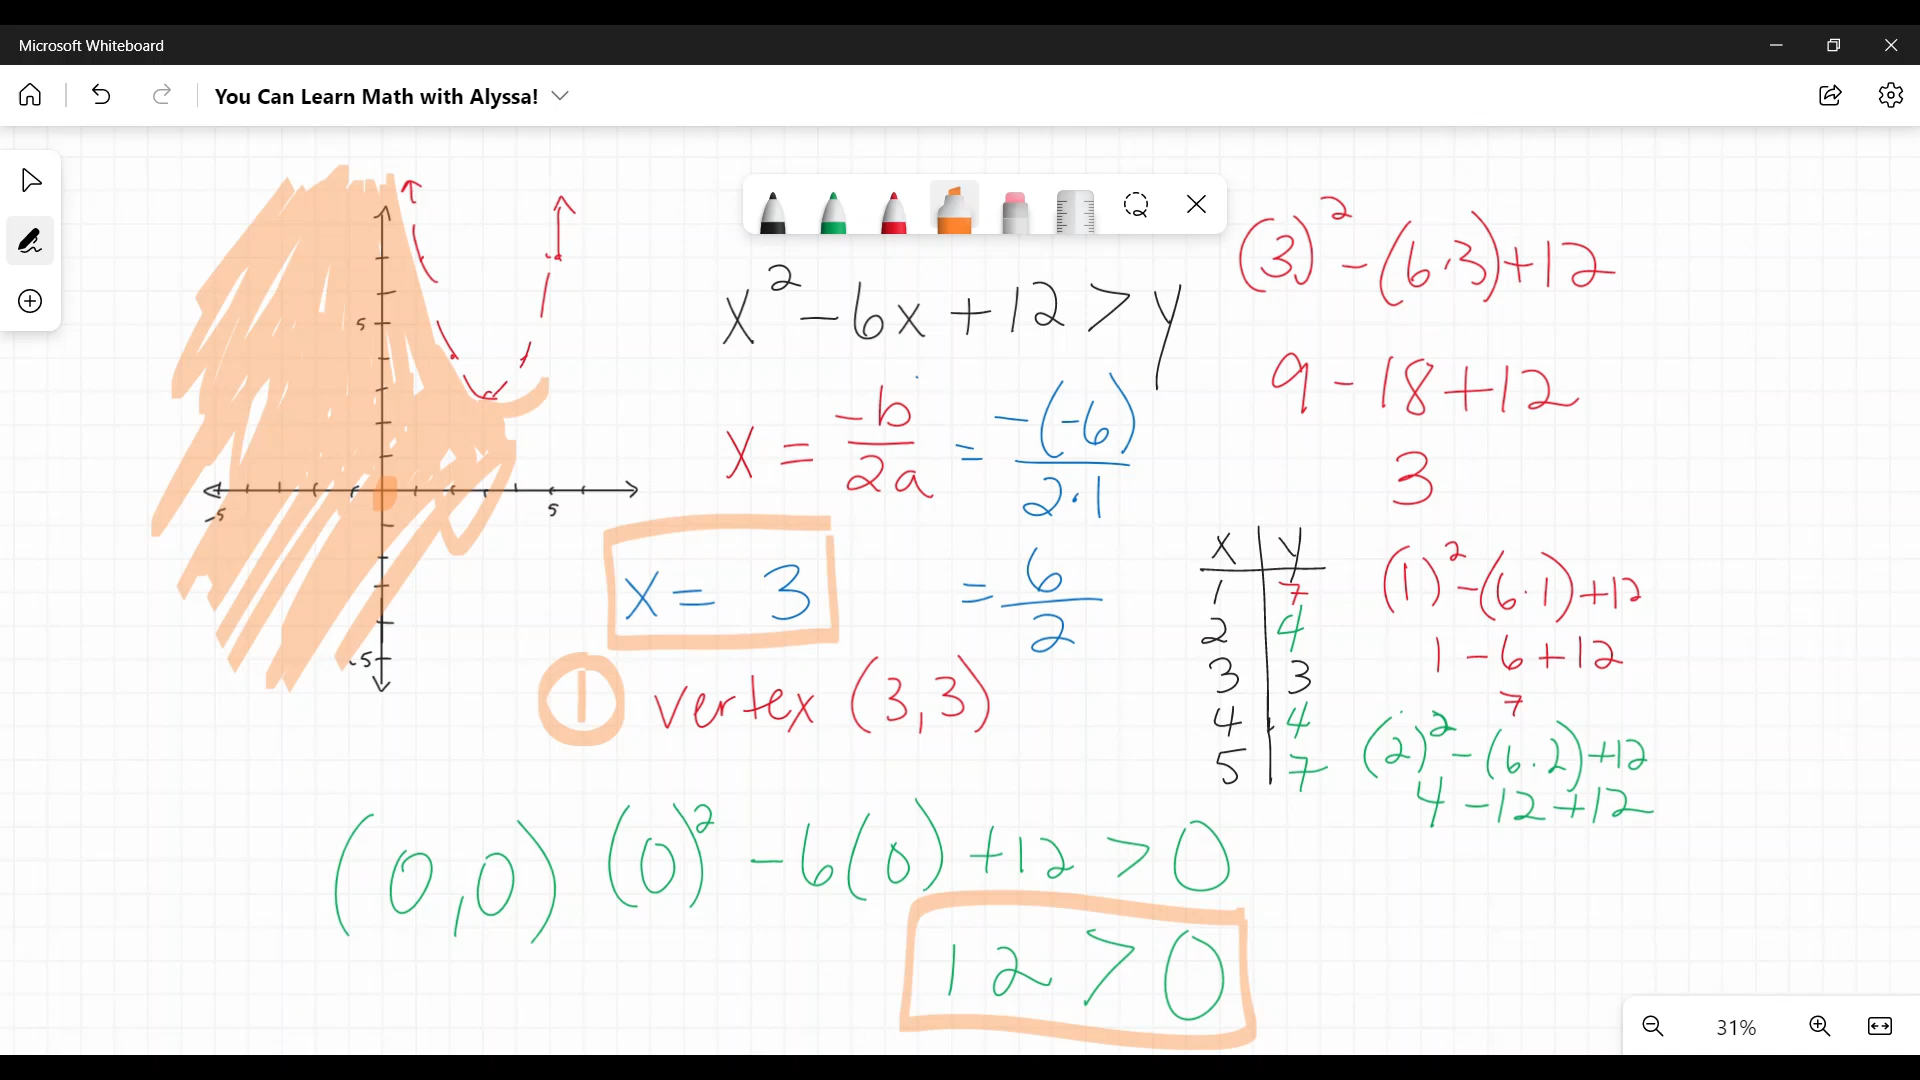 Microsoft Whiteboard
You Can Learn Math with Alyssa!
5
-5
5
-5
x² - 6x + 12 > y
x = -b/2a = -(-6)/2·1
x = 3
= 6/2
① vertex (3,3)
(3)² - (6·3) + 12
9 - 18 + 12
3
x y
1 7
2 4
3 3
4 4
5 7
(1)² - (6·1) + 12
1 - 6 + 12
7
(2)² - (6·2) + 12
4 - 12 + 12
(0,0) (0)² - 6(0) + 12 > 0
12 > 0
31%